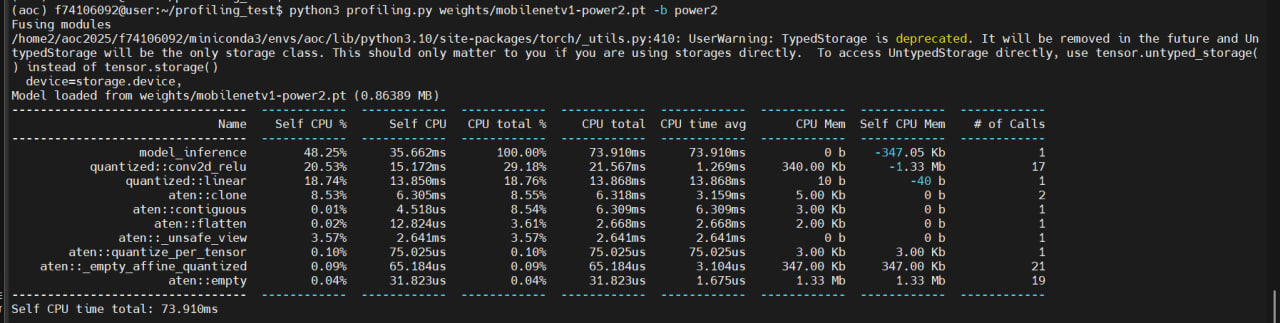 (aoc) f74106092@user:~/profiling_test$ python3 profiling.py weights/mobilenetv1-power2.pt -b power2
Fusing modules
/home2/aoc2025/f74106092/miniconda3/envs/aoc/lib/python3.10/site-packages/torch/_utils.py:410: UserWarning: TypedStorage is deprecated. It will be removed in the future and Un
typedStorage will be the only storage class. This should only matter to you if you are using storages directly.  To access UntypedStorage directly, use tensor.untyped_storage(
) instead of tensor.storage()
  device=storage.device,
Model loaded from weights/mobilenetv1-power2.pt (0.86389 MB)
-------------------------------  ------------  ------------  ------------  ------------  ------------  ------------  ------------  ------------
Name    Self CPU %    Self CPU    CPU total %    CPU total    CPU time avg    CPU Mem    Self CPU Mem    # of Calls
-------------------------------  ------------  ------------  ------------  ------------  ------------  ------------  ------------  ------------
model_inference    48.25%    35.662ms    100.00%    73.910ms    73.910ms    0 b    -347.05 Kb    1
quantized::conv2d_relu    20.53%    15.172ms    29.18%    21.567ms    1.269ms    340.00 Kb    -1.33 Mb    17
quantized::linear    18.74%    13.850ms    18.76%    13.868ms    13.868ms    10 b    -40 b    1
aten::clone    8.53%    6.305ms    8.55%    6.318ms    3.159ms    5.00 Kb    0 b    2
aten::contiguous    0.01%    4.518us    8.54%    6.309ms    6.309ms    3.00 Kb    0 b    1
aten::flatten    0.02%    12.824us    3.61%    2.668ms    2.668ms    2.00 Kb    0 b    1
aten::_unsafe_view    3.57%    2.641ms    3.57%    2.641ms    2.641ms    0 b    0 b    1
aten::quantize_per_tensor    0.10%    75.025us    0.10%    75.025us    75.025us    3.00 Kb    3.00 Kb    1
aten::_empty_affine_quantized    0.09%    65.184us    0.09%    65.184us    3.104us    347.00 Kb    347.00 Kb    21
aten::empty    0.04%    31.823us    0.04%    31.823us    1.675us    1.33 Mb    1.33 Mb    19
-------------------------------  ------------  ------------  ------------  ------------  ------------  ------------  ------------  ------------
Self CPU time total: 73.910ms